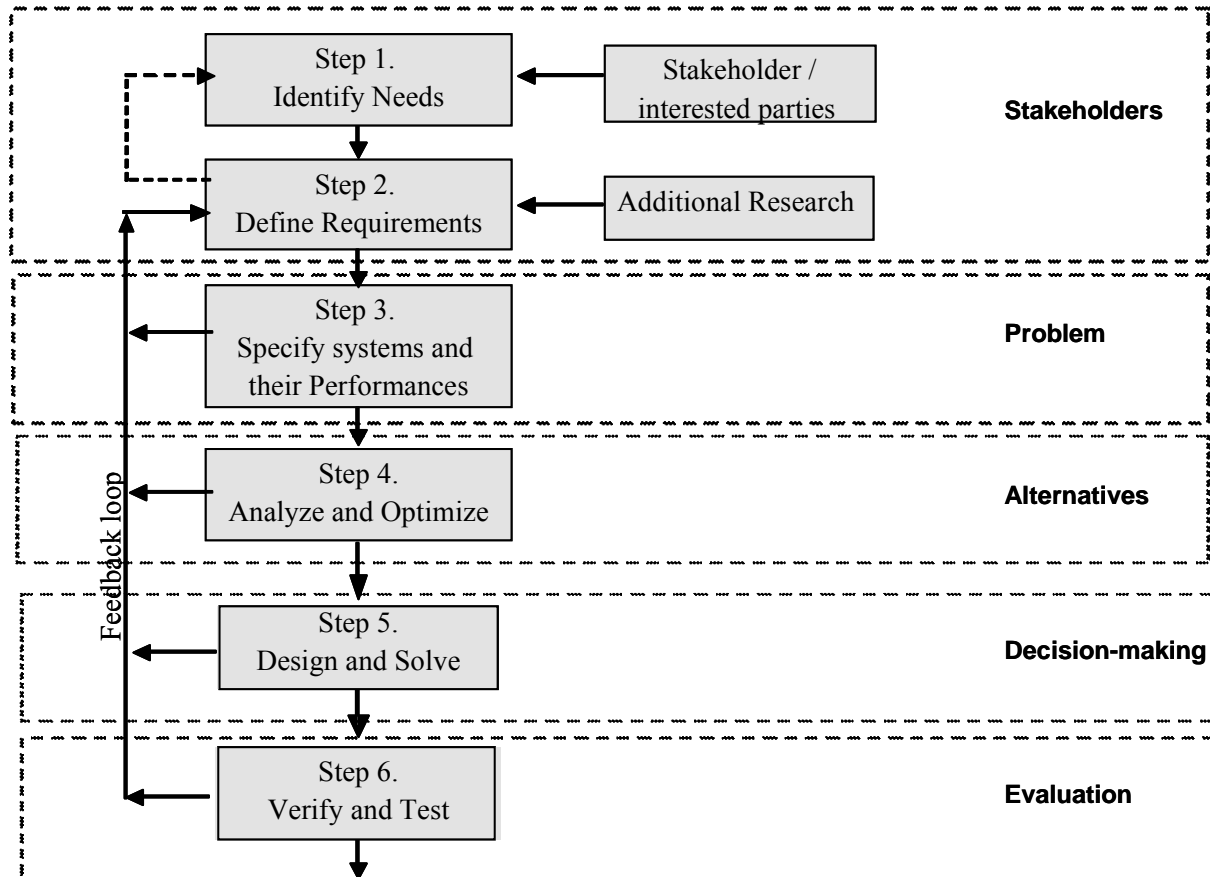 Step 1.
Identify Needs
Stakeholder /
interested parties
Stakeholders
Step 2.
Define Requirements
Additional Research
Step 3.
Specify systems and
their Performances
Problem
Step 4.
Analyze and Optimize
Alternatives
Feedback loop
Step 5.
Design and Solve
Decision-making
Step 6.
Verify and Test
Evaluation